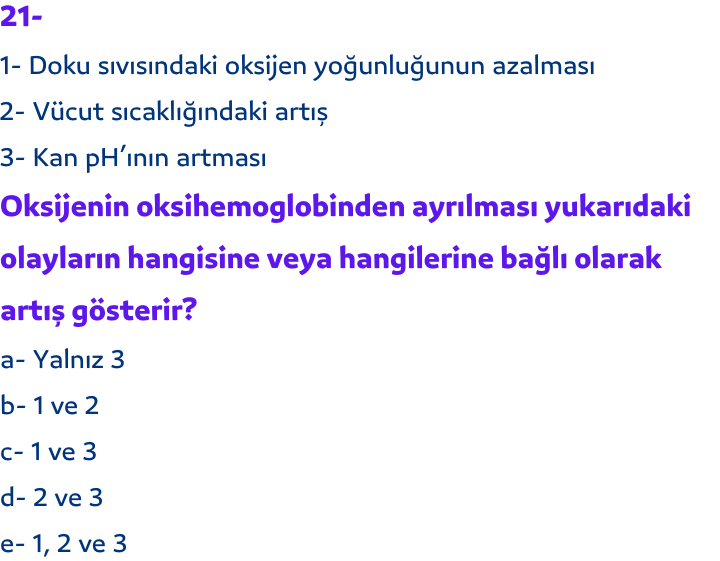 21-
1- Doku sıvısındaki oksijen yoğunluğunun azalması
2- Vücut sıcaklığındaki artış
3- Kan pH’ının artması
Oksijenin oksihemoglobinden ayrılması yukarıdaki
olayların hangisine veya hangilerine bağlı olarak
artış gösterir?
a- Yalnız 3
b- 1 ve 2
c- 1 ve 3
d- 2 ve 3
e- 1, 2 ve 3